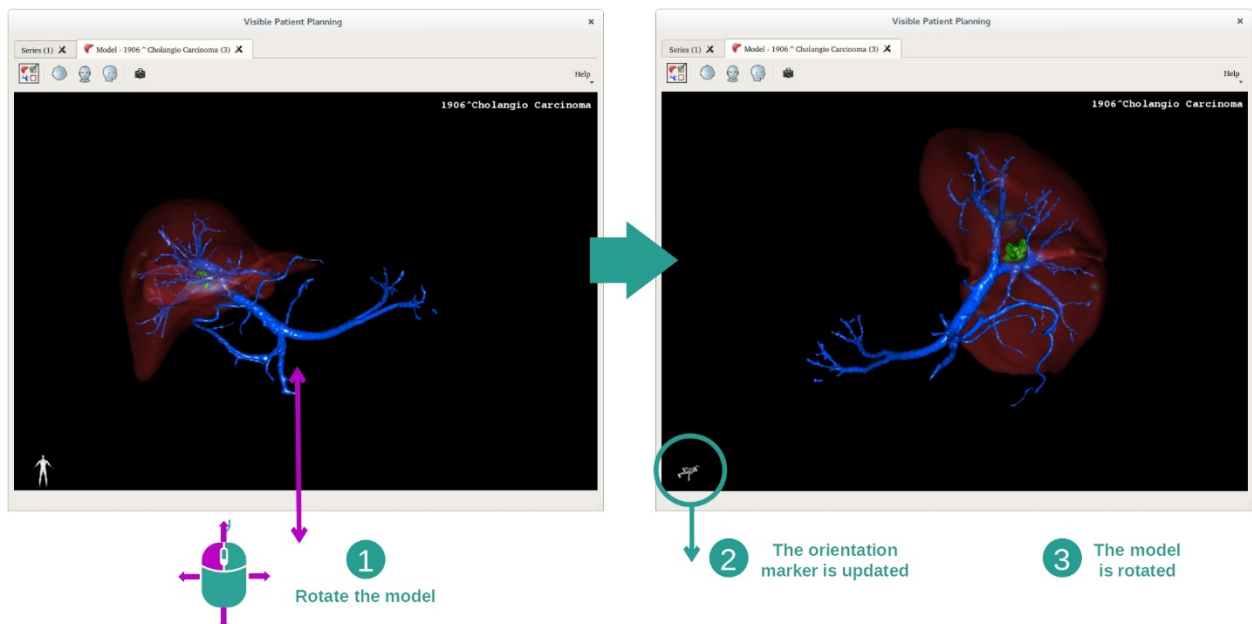 Visible Patient Planning
x
Series (1) X
Model - 1906 ^ Cholangio Carcinoma (3) X
Help
1906^Cholangio Carcinoma
Visible Patient Planning
x
Series (1) X
Model - 1906 ^ Cholangio Carcinoma (3) X
Help
1906^Cholangio Carcinoma
1
Rotate the model
2
The orientation
marker is updated
3
The model
is rotated